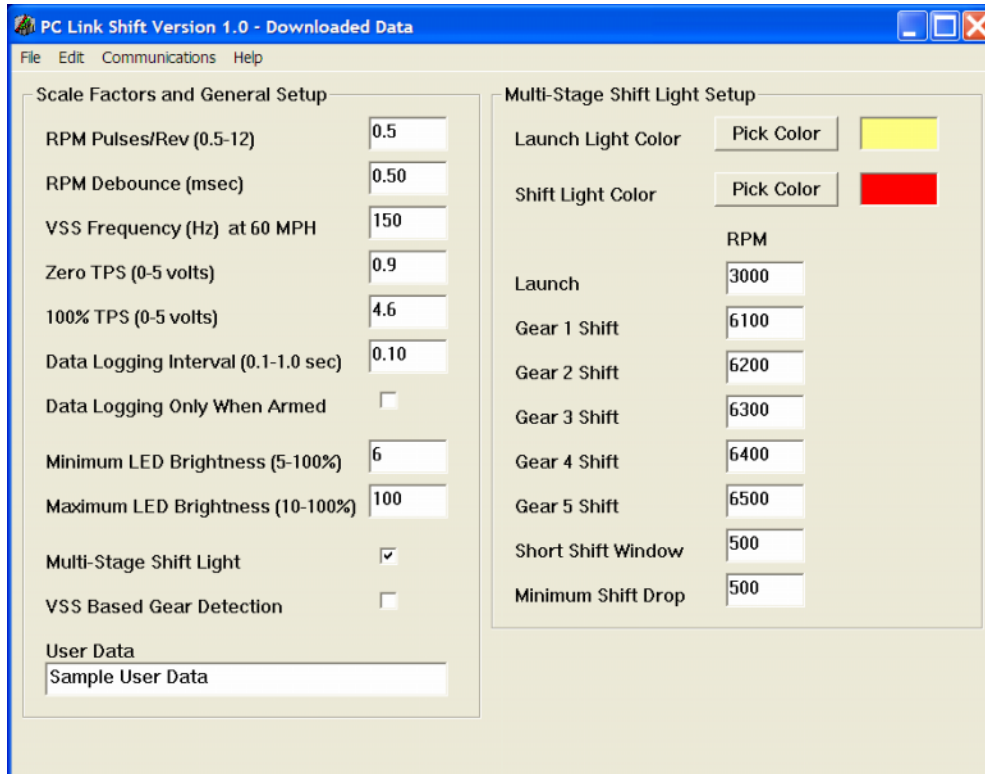 PC Link Shift Version 1.0 - Downloaded Data
File Edit Communications Help
Scale Factors and General Setup
RPM Pulses/Rev (0.5-12) 0.5
RPM Debounce (msec) 0.50
VSS Frequency (Hz) at 60 MPH 150
Zero TPS (0-5 volts) 0.9
100% TPS (0-5 volts) 4.6
Data Logging Interval (0.1-1.0 sec) 0.10
Data Logging Only When Armed
Minimum LED Brightness (5-100%) 6
Maximum LED Brightness (10-100%) 100
Multi-Stage Shift Light
VSS Based Gear Detection
User Data
Sample User Data
Multi-Stage Shift Light Setup
Launch Light Color Pick Color
Shift Light Color Pick Color
RPM
Launch 3000
Gear 1 Shift 6100
Gear 2 Shift 6200
Gear 3 Shift 6300
Gear 4 Shift 6400
Gear 5 Shift 6500
Short Shift Window 500
Minimum Shift Drop 500